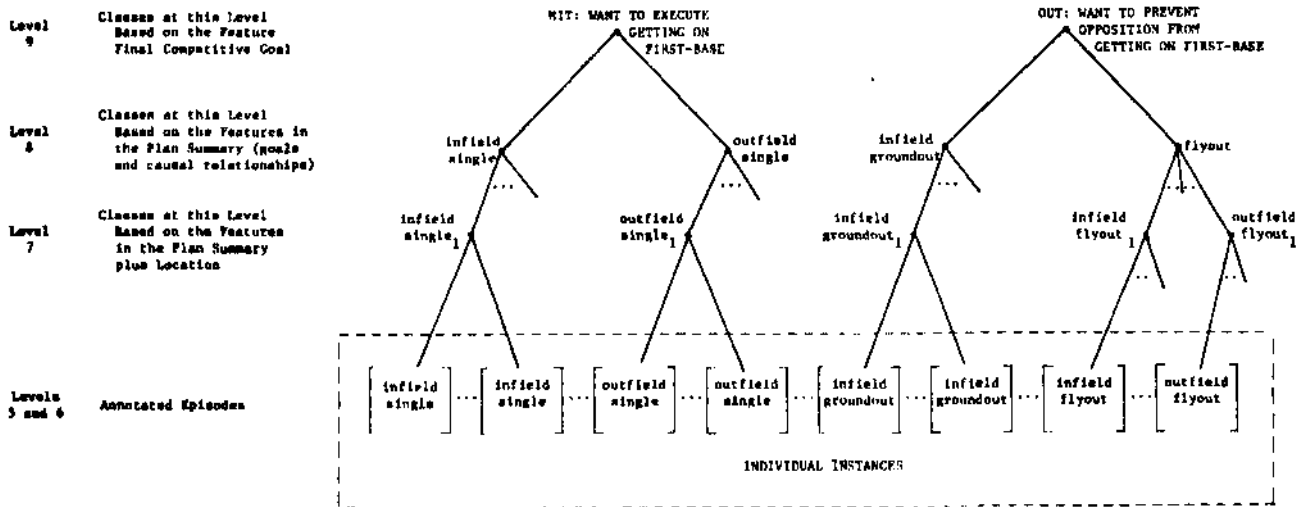 Level
9
Classes at this Level
Based on the Feature
Final Competitive Goal
HIT: WANT TO EXECUTE
GETTING ON
FIRST-BASE
OUT: WANT TO PREVENT
OPPOSITION FROM
GETTING ON FIRST-BASE
Level
8
Classes at this Level
Based on the Features in
the Plan Summary (goals
and causal relationships)
infield
single
outfield
single
infield
groundout
flyout
...
...
...
...
Level
7
Classes at this Level
Based on the Features
in the Plan Summary
plus Location
infield
single1
outfield
single1
infield
groundout1
infield
flyout1
outfield
flyout1
...
...
Levels
5 and 6
Annotated Episodes
infield
single
...
infield
single
...
outfield
single
...
outfield
single
...
infield
groundout
...
infield
groundout
...
infield
flyout
...
outfield
flyout
INDIVIDUAL INSTANCES